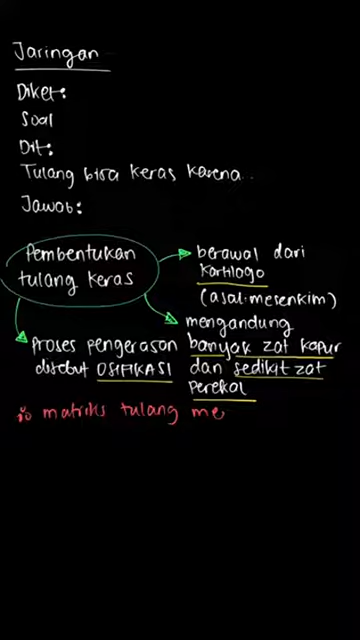 Jaringan
Diket:
Soal
Dit:
Tulang bisa keras karena...
Jawab:
Pembentukan
tulang keras
berawal dari
kartilago
(asal-mesenkim)
mengandung
banyak zat kapur
dan sedikit zat
perekat
Proses pengerasan
disebut OSIFIKASI
∴ matriks tulang me